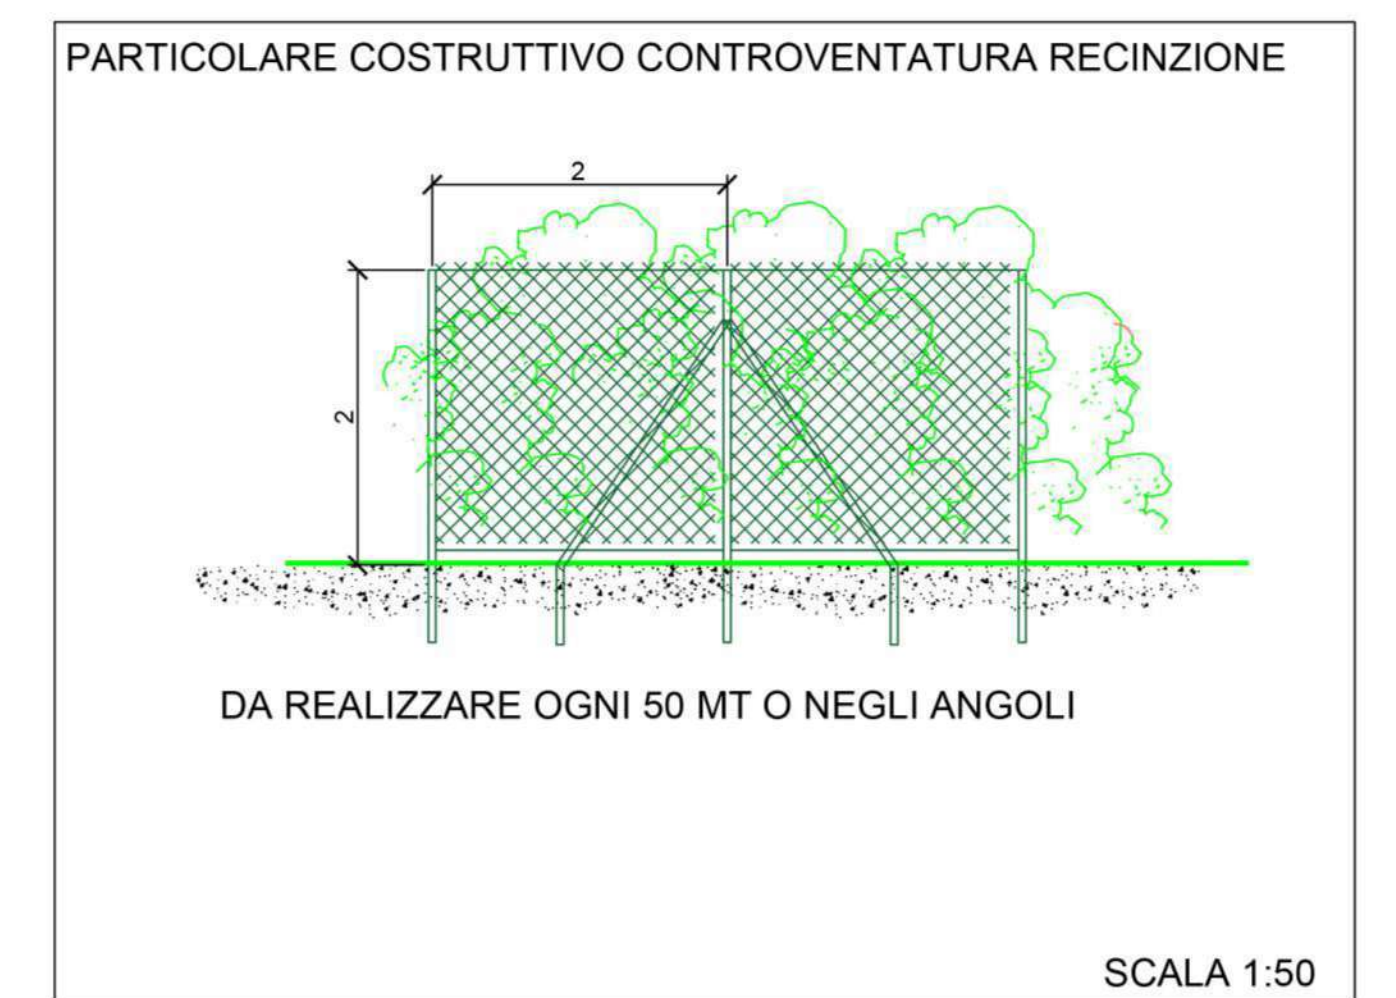 PARTICOLARE COSTRUTTIVO CONTROVENTATURA RECINZIONE
2
2
DA REALIZZARE OGNI 50 MT O NEGLI ANGOLI
SCALA 1:50